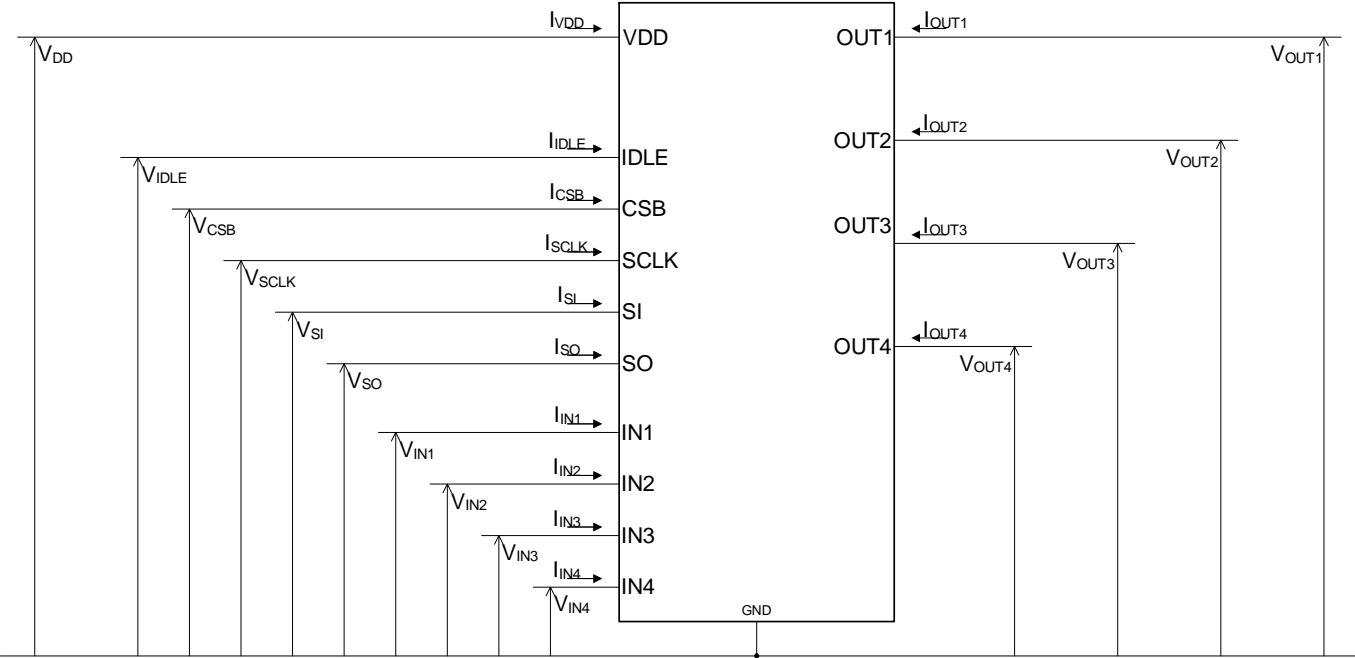 IVDD
VDD
OUT1
IOUT1
VDD
VOUT1
IOUT2
IIDLE
OUT2
VOUT2
IDLE
VIDLE
ICSB
CSB
VCSB
OUT3
IOUT3
ISCLK
SCLK
VSCLK
VOUT3
ISI
SI
VSI
IOUT4
ISO
OUT4
SO
VSO
VOUT4
IIN1
IN1
VIN1
IIN2
IN2
VIN2
IIN3
IN3
VIN3
IIN4
IN4
VIN4
GND